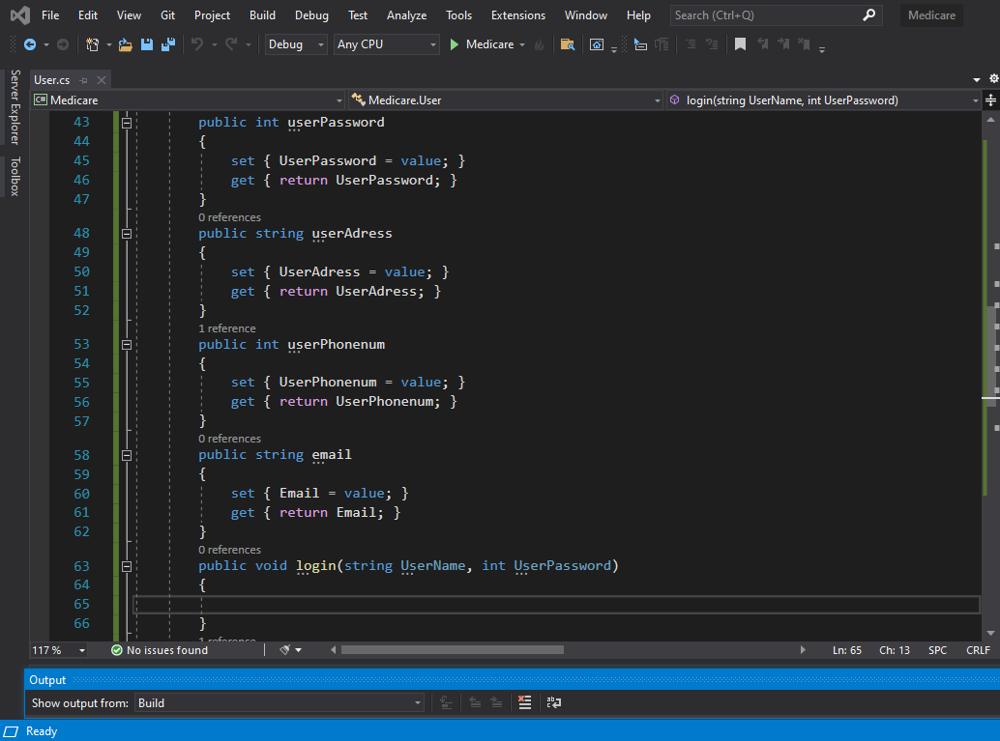 File Edit View Git Project Build Debug Test Analyze Tools Extensions Window Help Search (Ctrl+Q) Medicare
Debug Any CPU Medicare
Server Explorer
Toolbox
User.cs
C# Medicare Medicare.User login(string UserName, int UserPassword)
43 public int userPassword
44 {
45 set { UserPassword = value; }
46 get { return UserPassword; }
47 }
0 references
48 public string userAdress
49 {
50 set { UserAdress = value; }
51 get { return UserAdress; }
52 }
1 reference
53 public int userPhonenum
54 {
55 set { UserPhonenum = value; }
56 get { return UserPhonenum; }
57 }
0 references
58 public string email
59 {
60 set { Email = value; }
61 get { return Email; }
62 }
0 references
63 public void login(string UserName, int UserPassword)
64 {
65
66 }
1 reference
117 % No issues found Ln: 65 Ch: 13 SPC CRLF
Output
Show output from: Build
Ready